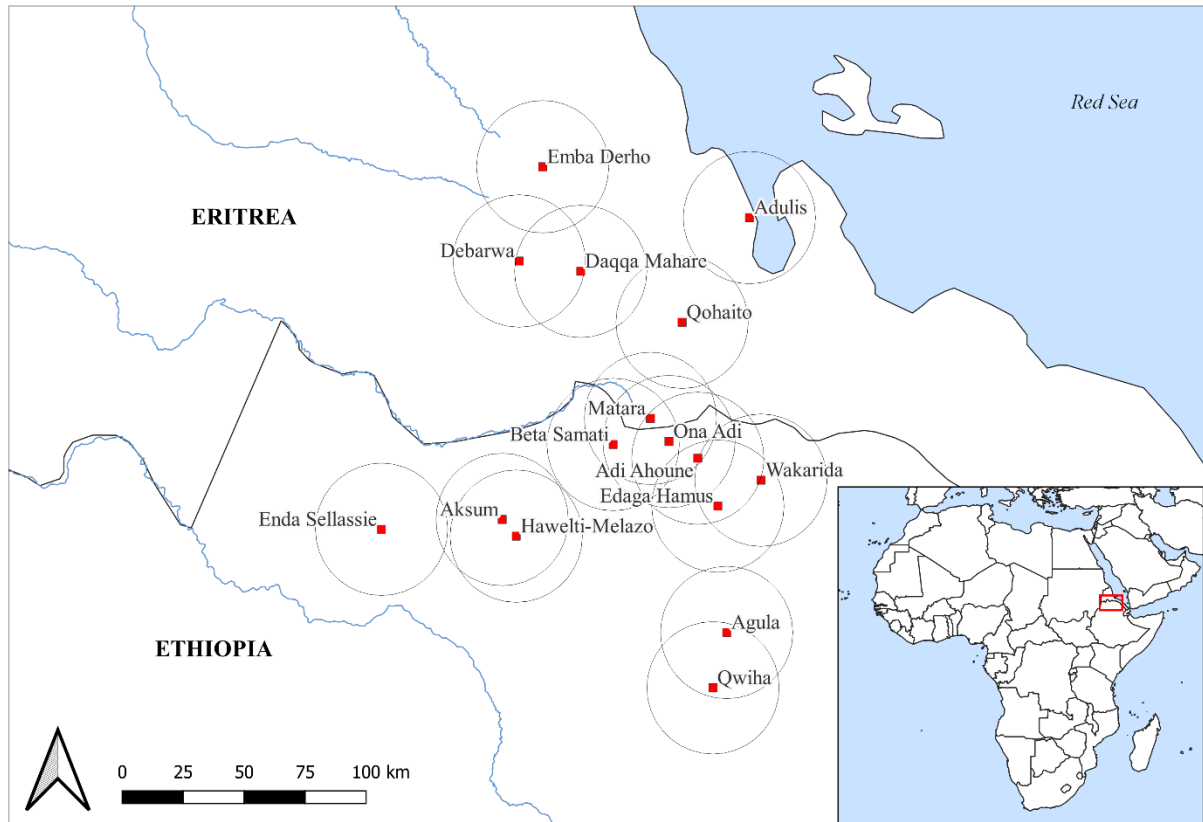 Red Sea
Emba Derho
Adulis
ERITREA
Debarwa
Daqqa Mahare
Qohaito
Matara
Beta Samati
Ona Adi
Adi Ahoune
Wakarida
Edaga Hamus
Enda Sellassie
Aksum
Hawelti-Melazo
Agula
ETHIOPIA
Qwiha
0 25 50 75 100 km